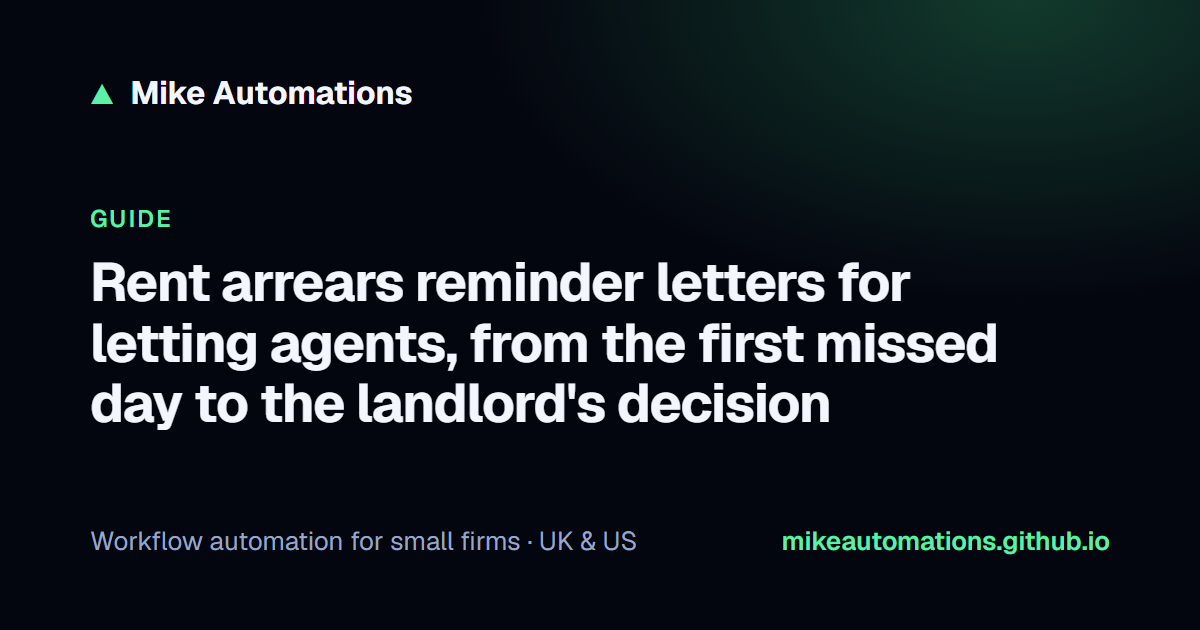 Mike Automations
GUIDE
Rent arrears reminder letters for
letting agents, from the first missed
day to the landlord's decision
Workflow automation for small firms · UK & US
mikeautomations.github.io